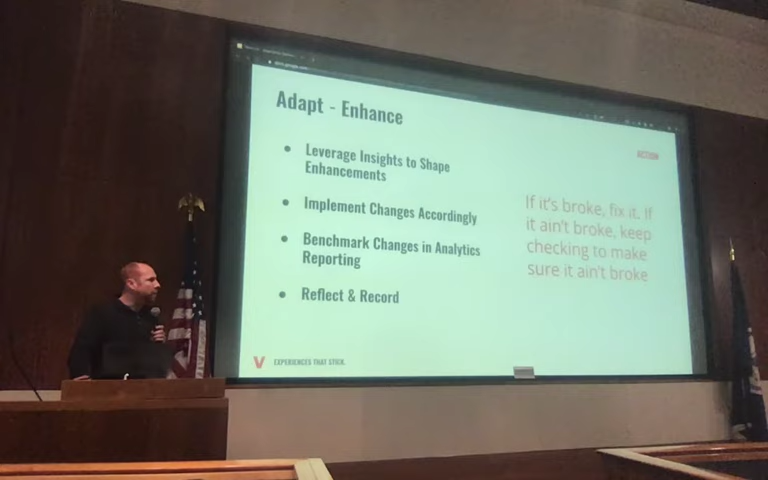 Adapt - Enhance
ACTION
Leverage Insights to Shape
Enhancements
Implement Changes Accordingly
Benchmark Changes in Analytics
Reporting
Reflect & Record
If it's broke, fix it. If
it ain't broke, keep
checking to make
sure it ain't broke
V EXPERIENCES THAT STICK.